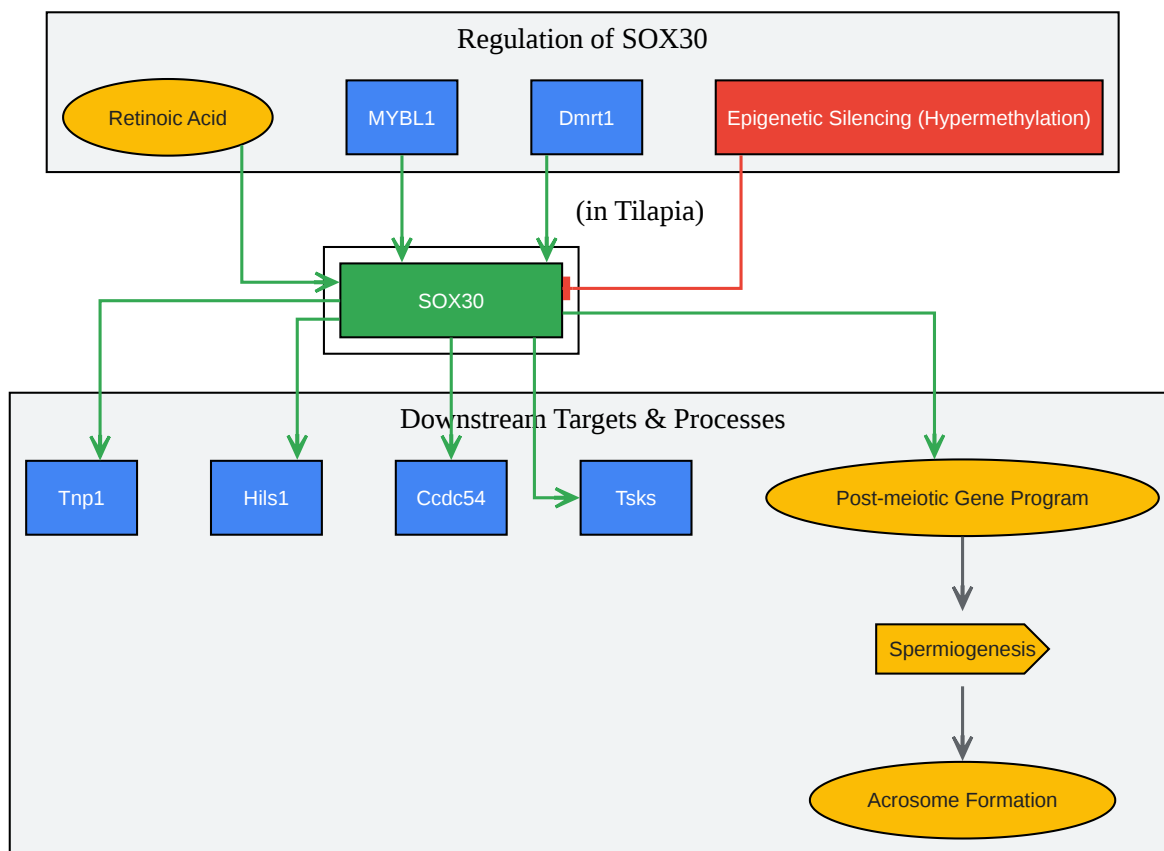 Regulation of SOX30
Retinoic Acid
MYBL1
Dmrt1
Epigenetic Silencing (Hypermethylation)
(in Tilapia)
SOX30
Downstream Targets & Processes
Tnp1
Hils1
Ccdc54
Tsks
Post-meiotic Gene Program
Spermiogenesis
Acrosome Formation